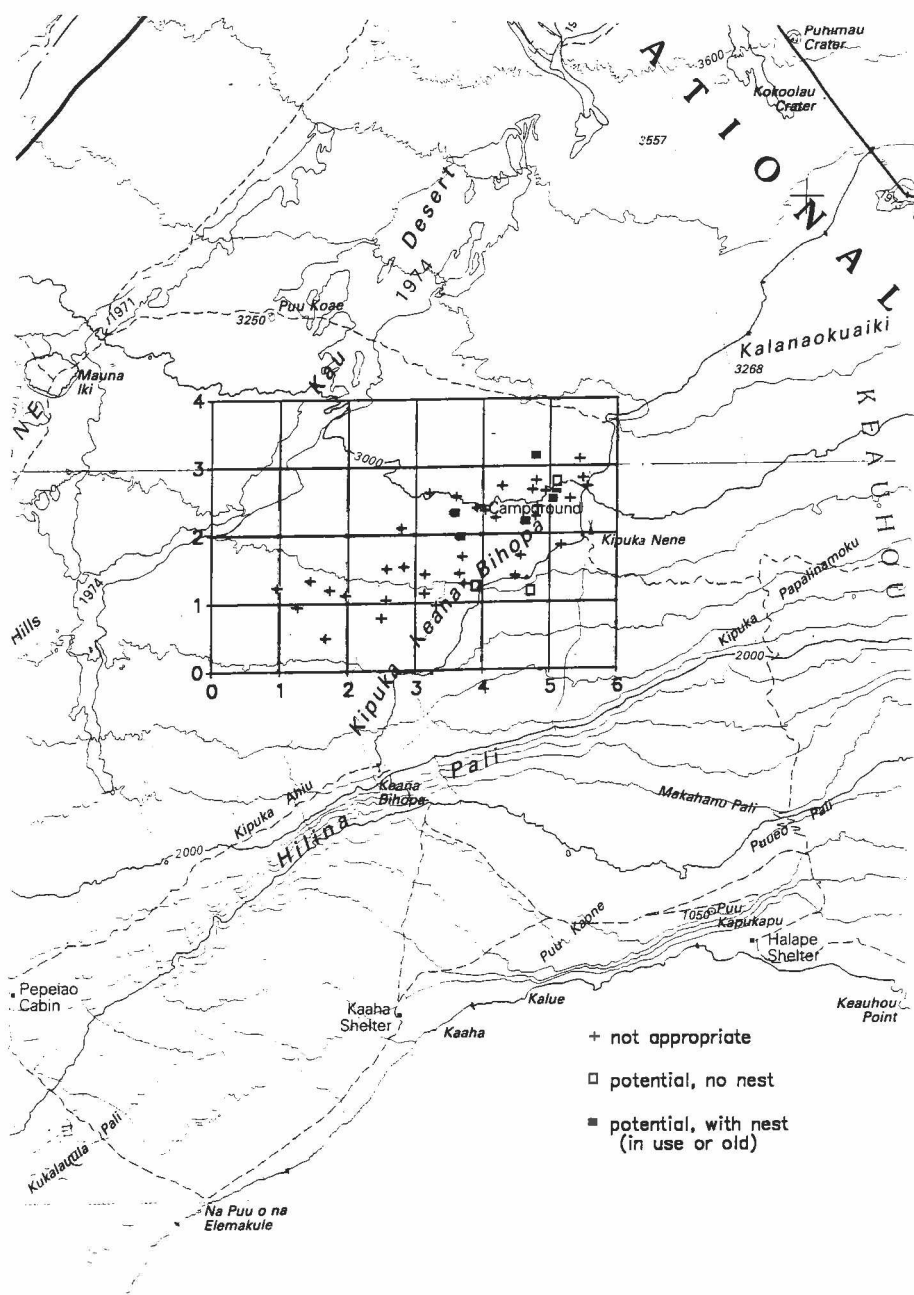 Puhimau
Crater
3600
Kokoolau
Crater
ATIONAL
3557
Desert
1974
1971
Puu Koae
3250
Mauna
Iki
NE
Kau
Kalanaokuaiki
3268
KEAUHOU
4
3000
3
Campground
2
Kipuka Nene
Kipuka Keana Bihopa
1974
Kipuka Papalinamoku
1
Hills
2000
0
0 1 2 3 4 5 6
Hilina Pali
Keana
Bihopa
Kipuka Ahiu
Makahanu Pali
Puueo Pali
2000
1050
Puu
Kapukapu
Puu Kaone
Halape
Shelter
Pepeiao
Cabin
Kalue
Keauhou
Point
Kaaha
Shelter
Kaaha
+ not appropriate
□ potential, no nest
■ potential, with nest
(in use or old)
Kukalauula Pali
Na Puu o na
Elemakule